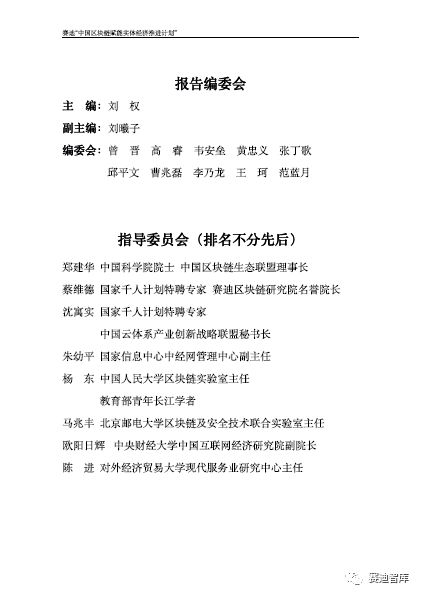 赛迪“中国区块链赋能实体经济推进计划”
报告编委会
主　编：刘　权
副主编：刘曦子
编委会：曾　晋　高　睿　韦安垒　黄忠义　张丁歌
邱平文　曹兆磊　李乃龙　王　珂　范蓝月
指导委员会（排名不分先后）
郑建华 中国科学院院士 中国区块链生态联盟理事长
蔡维德 国家千人计划特聘专家 赛迪区块链研究院名誉院长
沈寓实 国家千人计划特聘专家
中国云体系产业创新战略联盟秘书长
朱幼平 国家信息中心中经网管理中心副主任
杨　东 中国人民大学区块链实验室主任
教育部青年长江学者
马兆丰 北京邮电大学区块链及安全技术联合实验室主任
欧阳日辉 中央财经大学中国互联网经济研究院副院长
陈　进 对外经济贸易大学现代服务业研究中心主任
赛迪智库